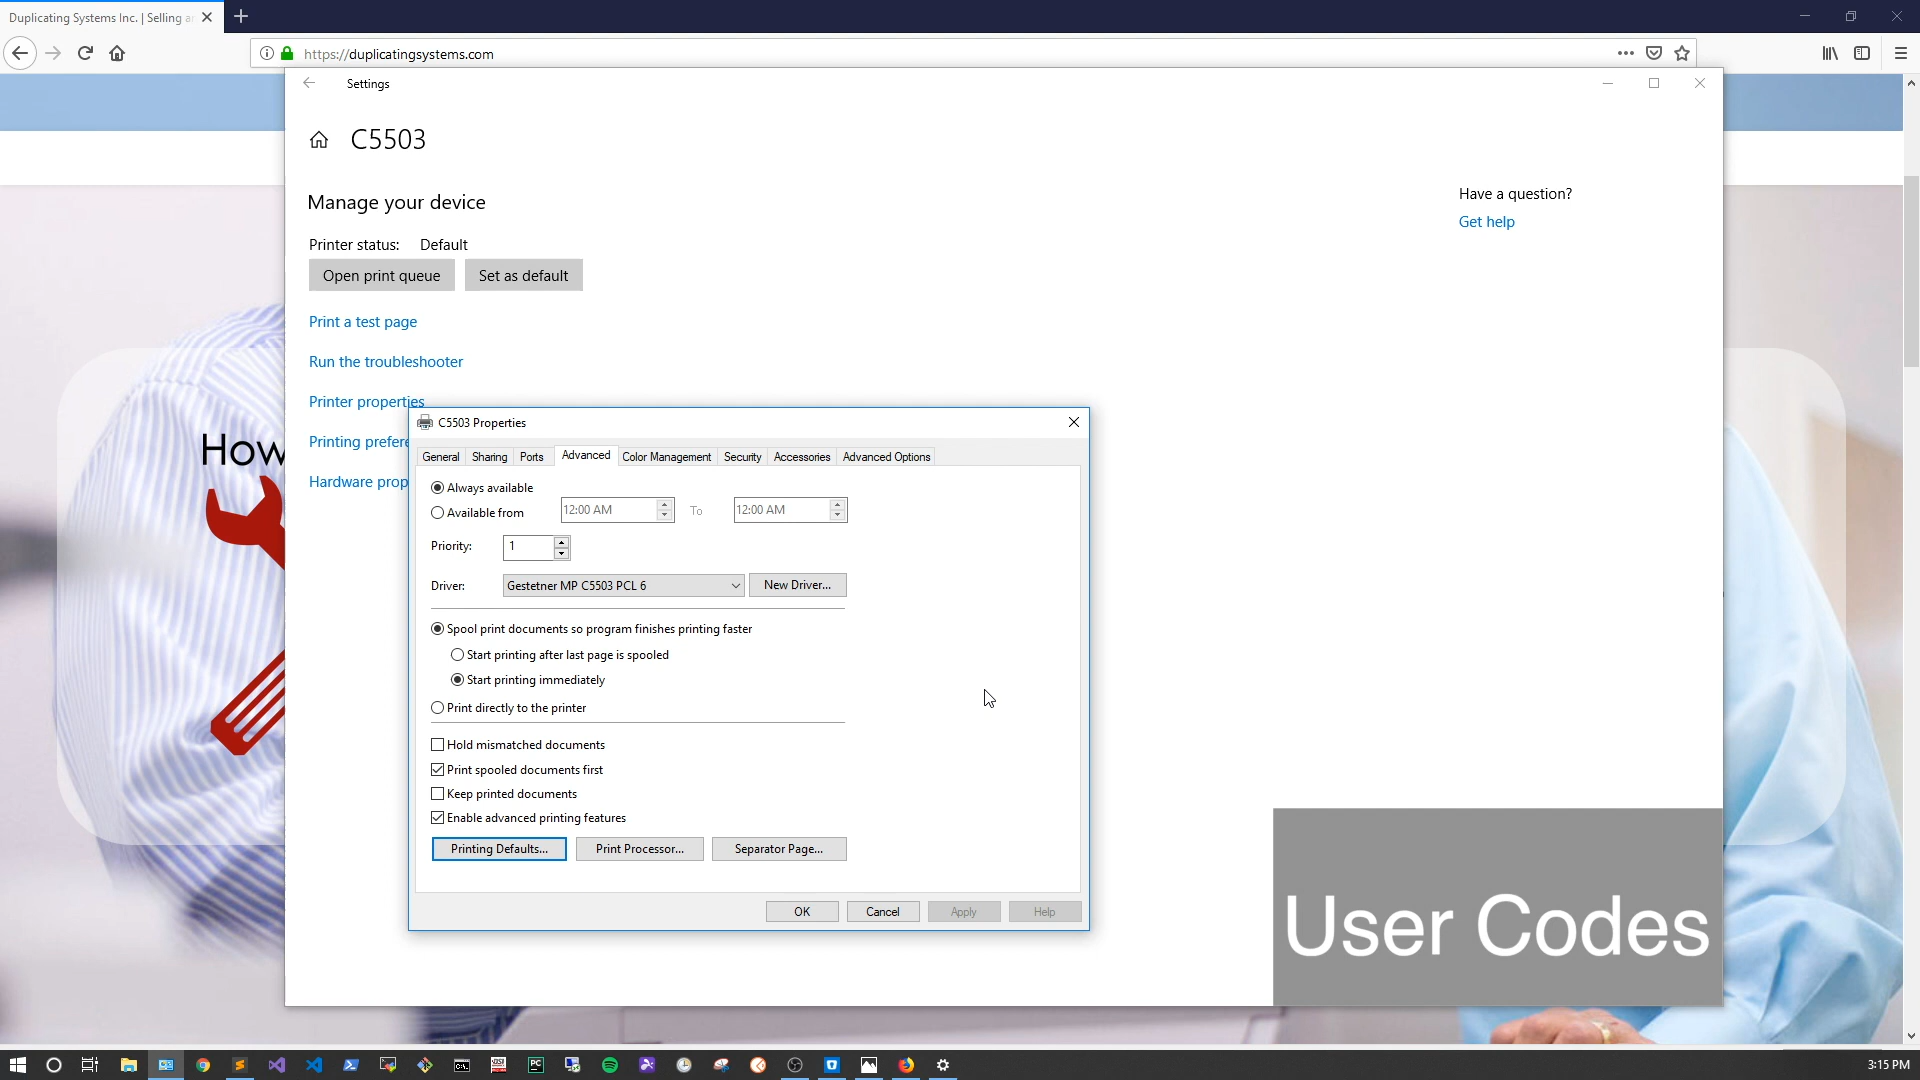 Duplicating Systems Inc. | Selling a
https://duplicatingsystems.com
Settings
C5503
Manage your device
Printer status: Default
Open print queue Set as default
Print a test page
Run the troubleshooter
Printer properties
Printing prefere
Hardware prop
Have a question?
Get help
How
C5503 Properties
General Sharing Ports Advanced Color Management Security Accessories Advanced Options
Always available
Available from 12:00 AM To 12:00 AM
Priority: 1
Driver: Gestetner MP C5503 PCL 6 New Driver...
Spool print documents so program finishes printing faster
Start printing after last page is spooled
Start printing immediately
Print directly to the printer
Hold mismatched documents
Print spooled documents first
Keep printed documents
Enable advanced printing features
Printing Defaults... Print Processor... Separator Page...
OK Cancel Apply Help
User Codes
3:15 PM